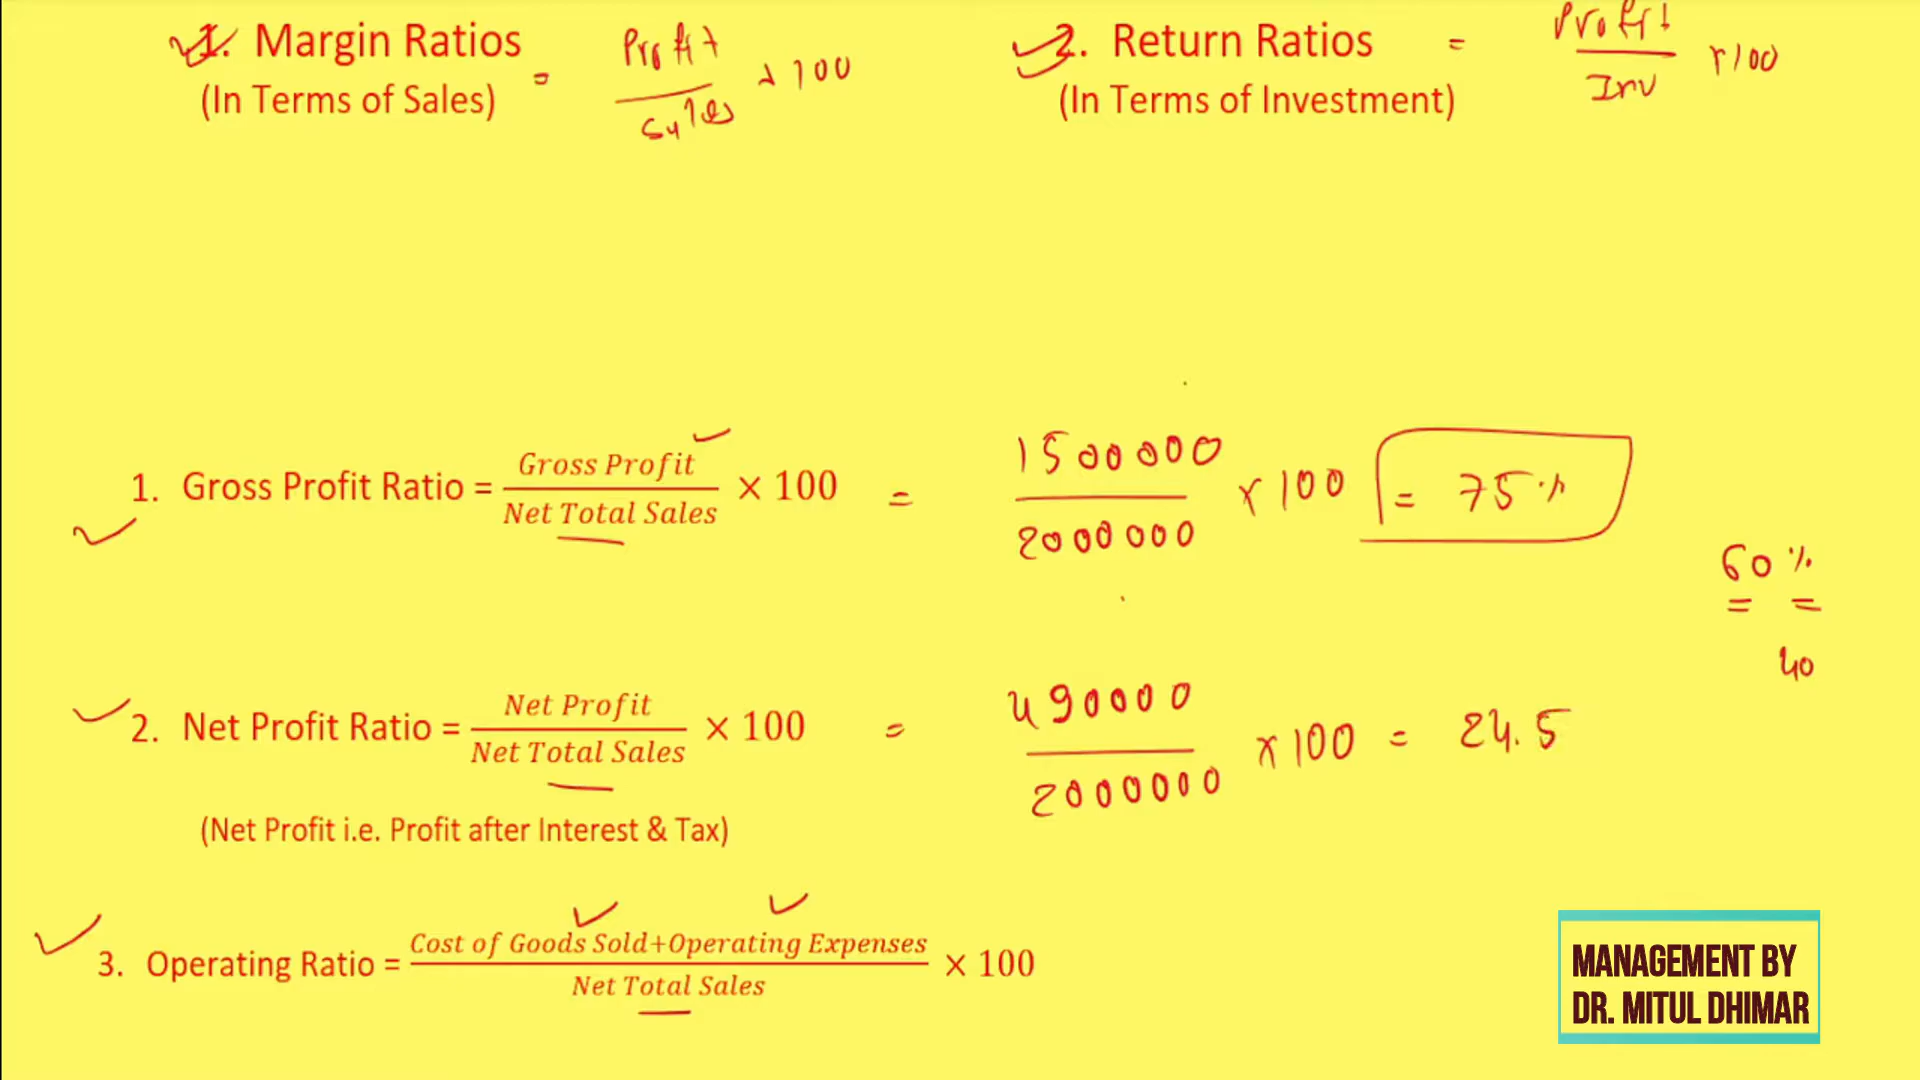 1. Margin Ratios = Profit / Sales × 100
(In Terms of Sales)
2. Return Ratios = Profit / Inv × 100
(In Terms of Investment)
1. Gross Profit Ratio = Gross Profit / Net Total Sales × 100 = 1500000 / 2000000 × 100 = 75%
60%
40
2. Net Profit Ratio = Net Profit / Net Total Sales × 100 = 490000 / 2000000 × 100 = 24.5
(Net Profit i.e. Profit after Interest & Tax)
3. Operating Ratio = Cost of Goods Sold+Operating Expenses / Net Total Sales × 100
MANAGEMENT BY
DR. MITUL DHIMAR